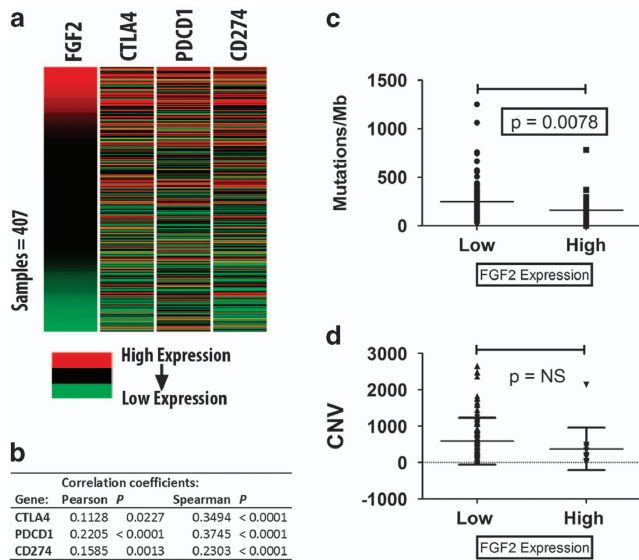 a
FGF2 CTLA4 PDCD1 CD274
Samples = 407
High Expression
Low Expression
b
Correlation coefficients:
Gene: Pearson P Spearman P
CTLA4 0.1128 0.0227 0.3494 < 0.0001
PDCD1 0.2205 < 0.0001 0.3745 < 0.0001
CD274 0.1585 0.0013 0.2303 < 0.0001
c
Mutations/Mb
1500
1000
500
0
p = 0.0078
Low High
FGF2 Expression
d
CNV
3000
2000
1000
0
-1000
p = NS
Low High
FGF2 Expression